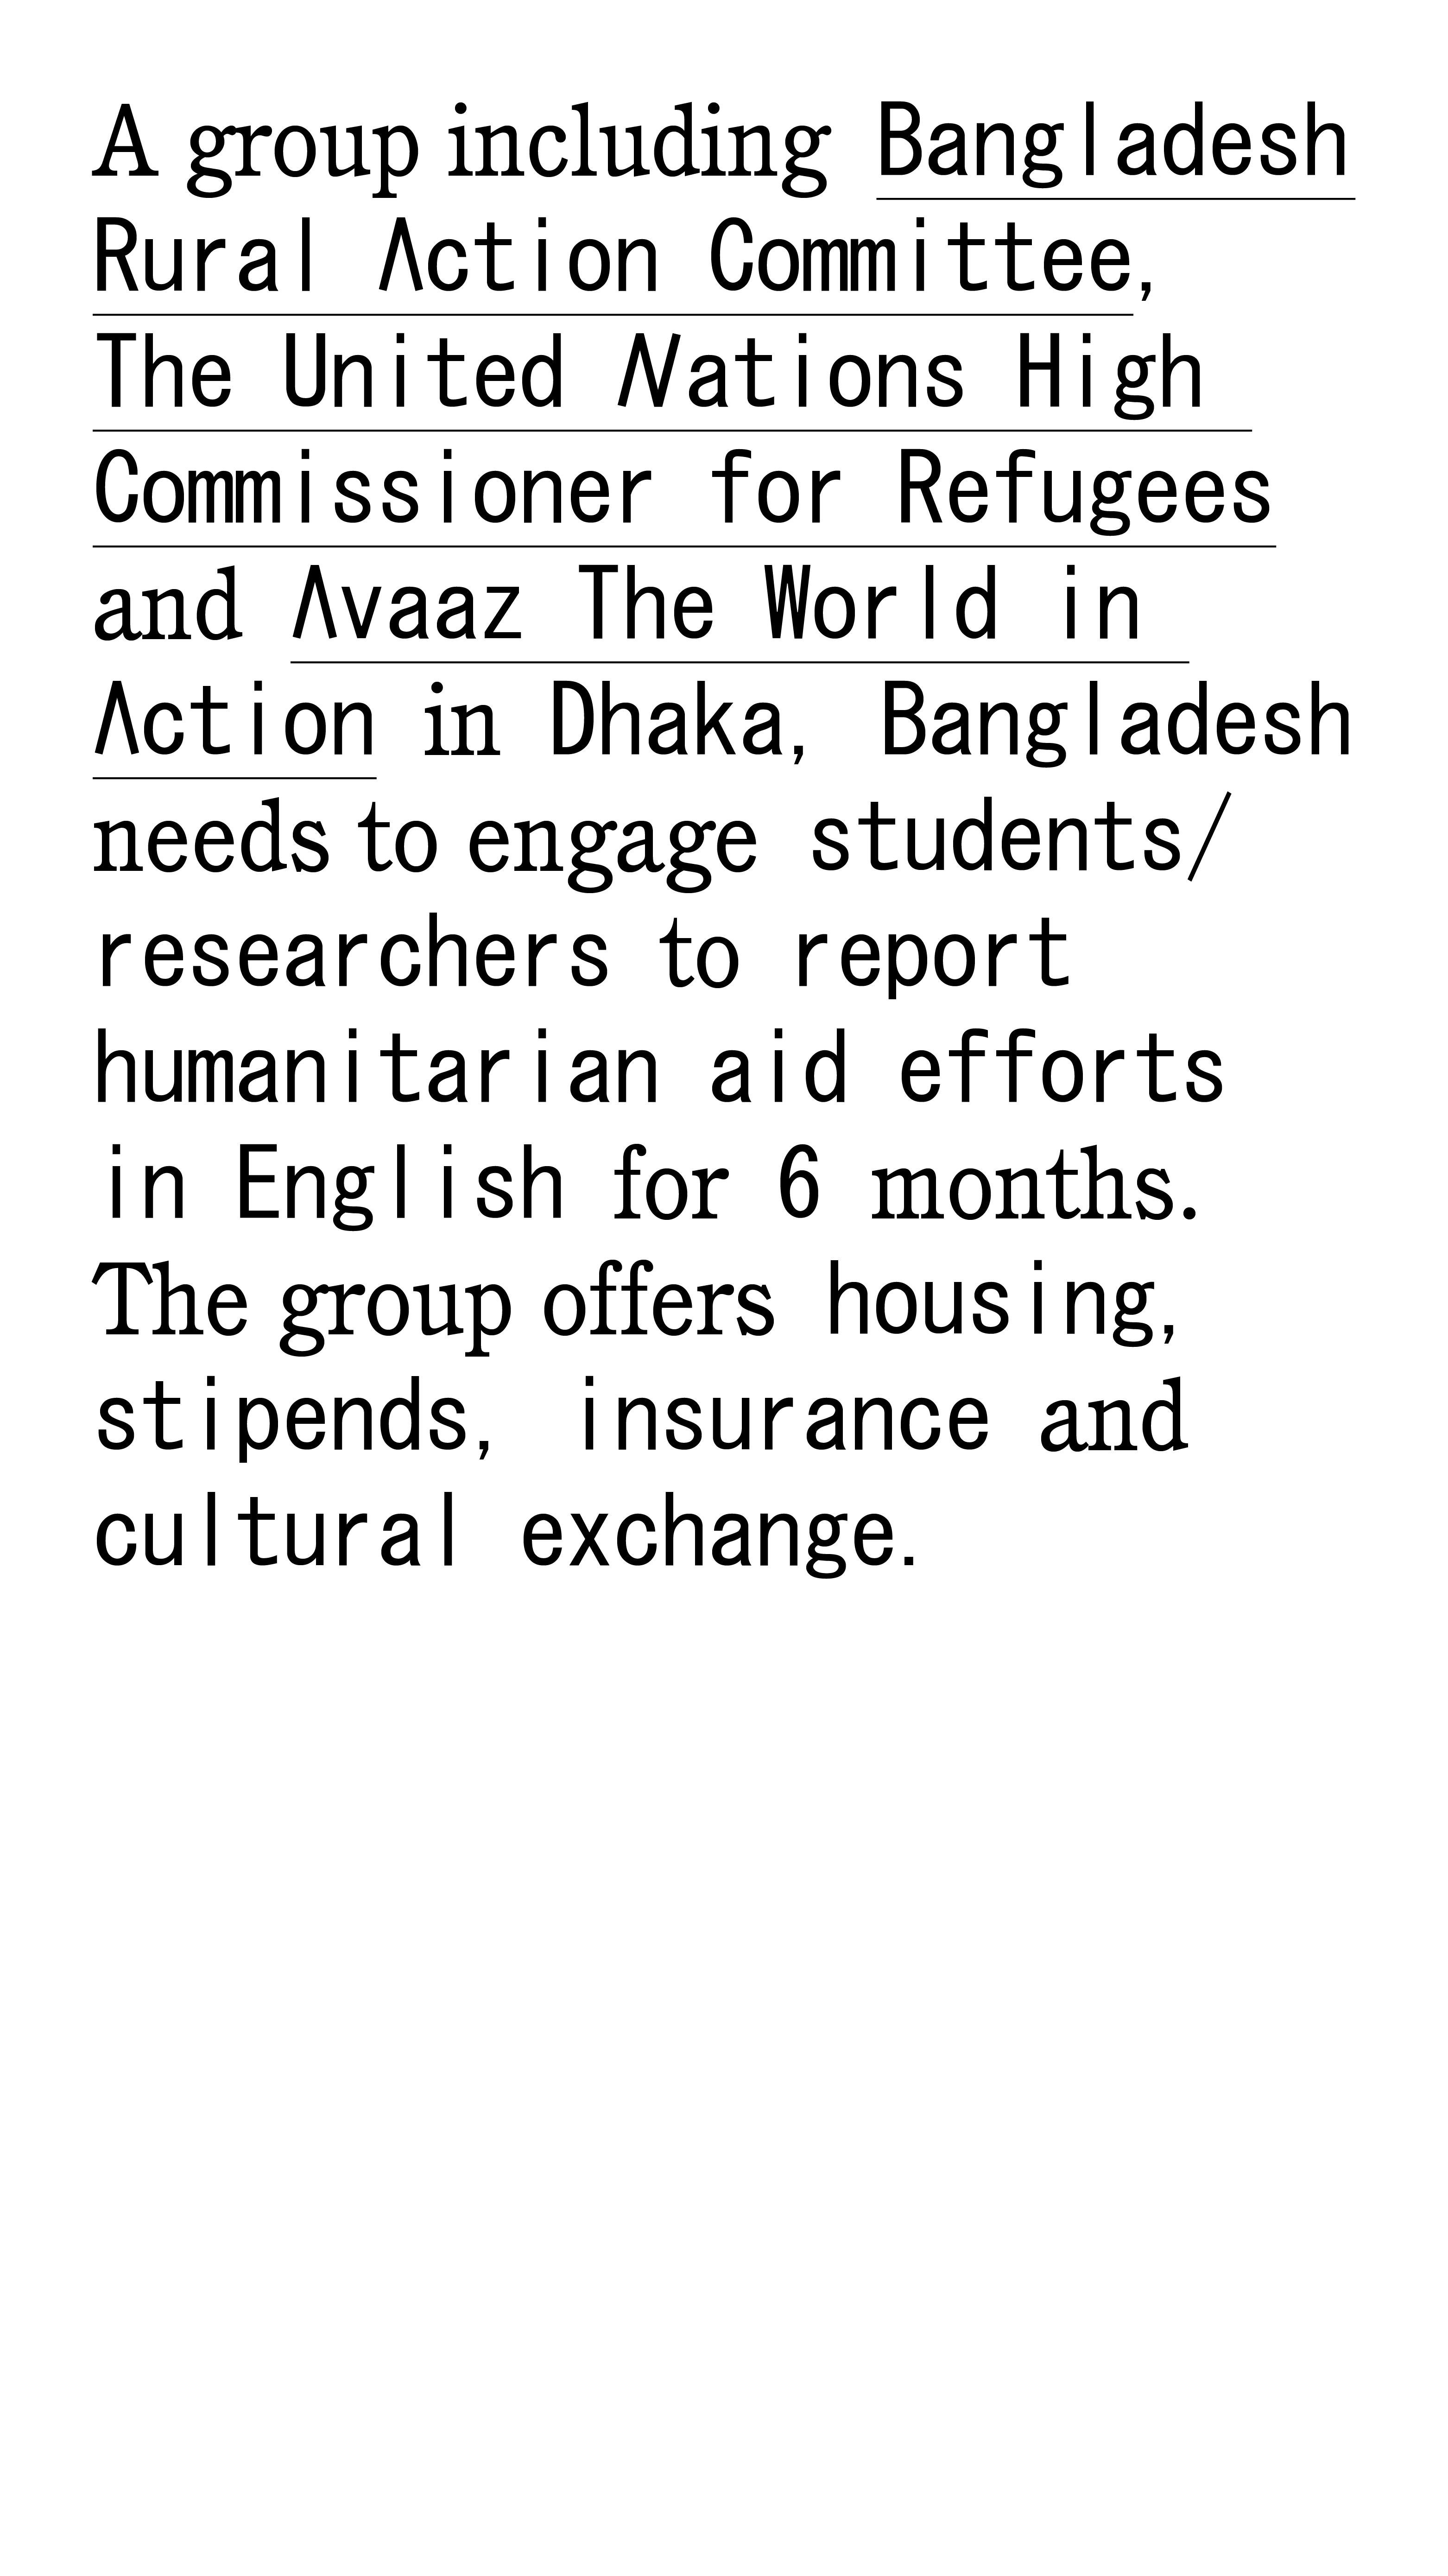 A group including Bangladesh
Rural Action Committee,
The United Nations High
Commissioner for Refugees
and Avaaz The World in
Action in Dhaka, Bangladesh
needs to engage students/
researchers to report
humanitarian aid efforts
in English for 6 months.
The group offers housing,
stipends, insurance and
cultural exchange.